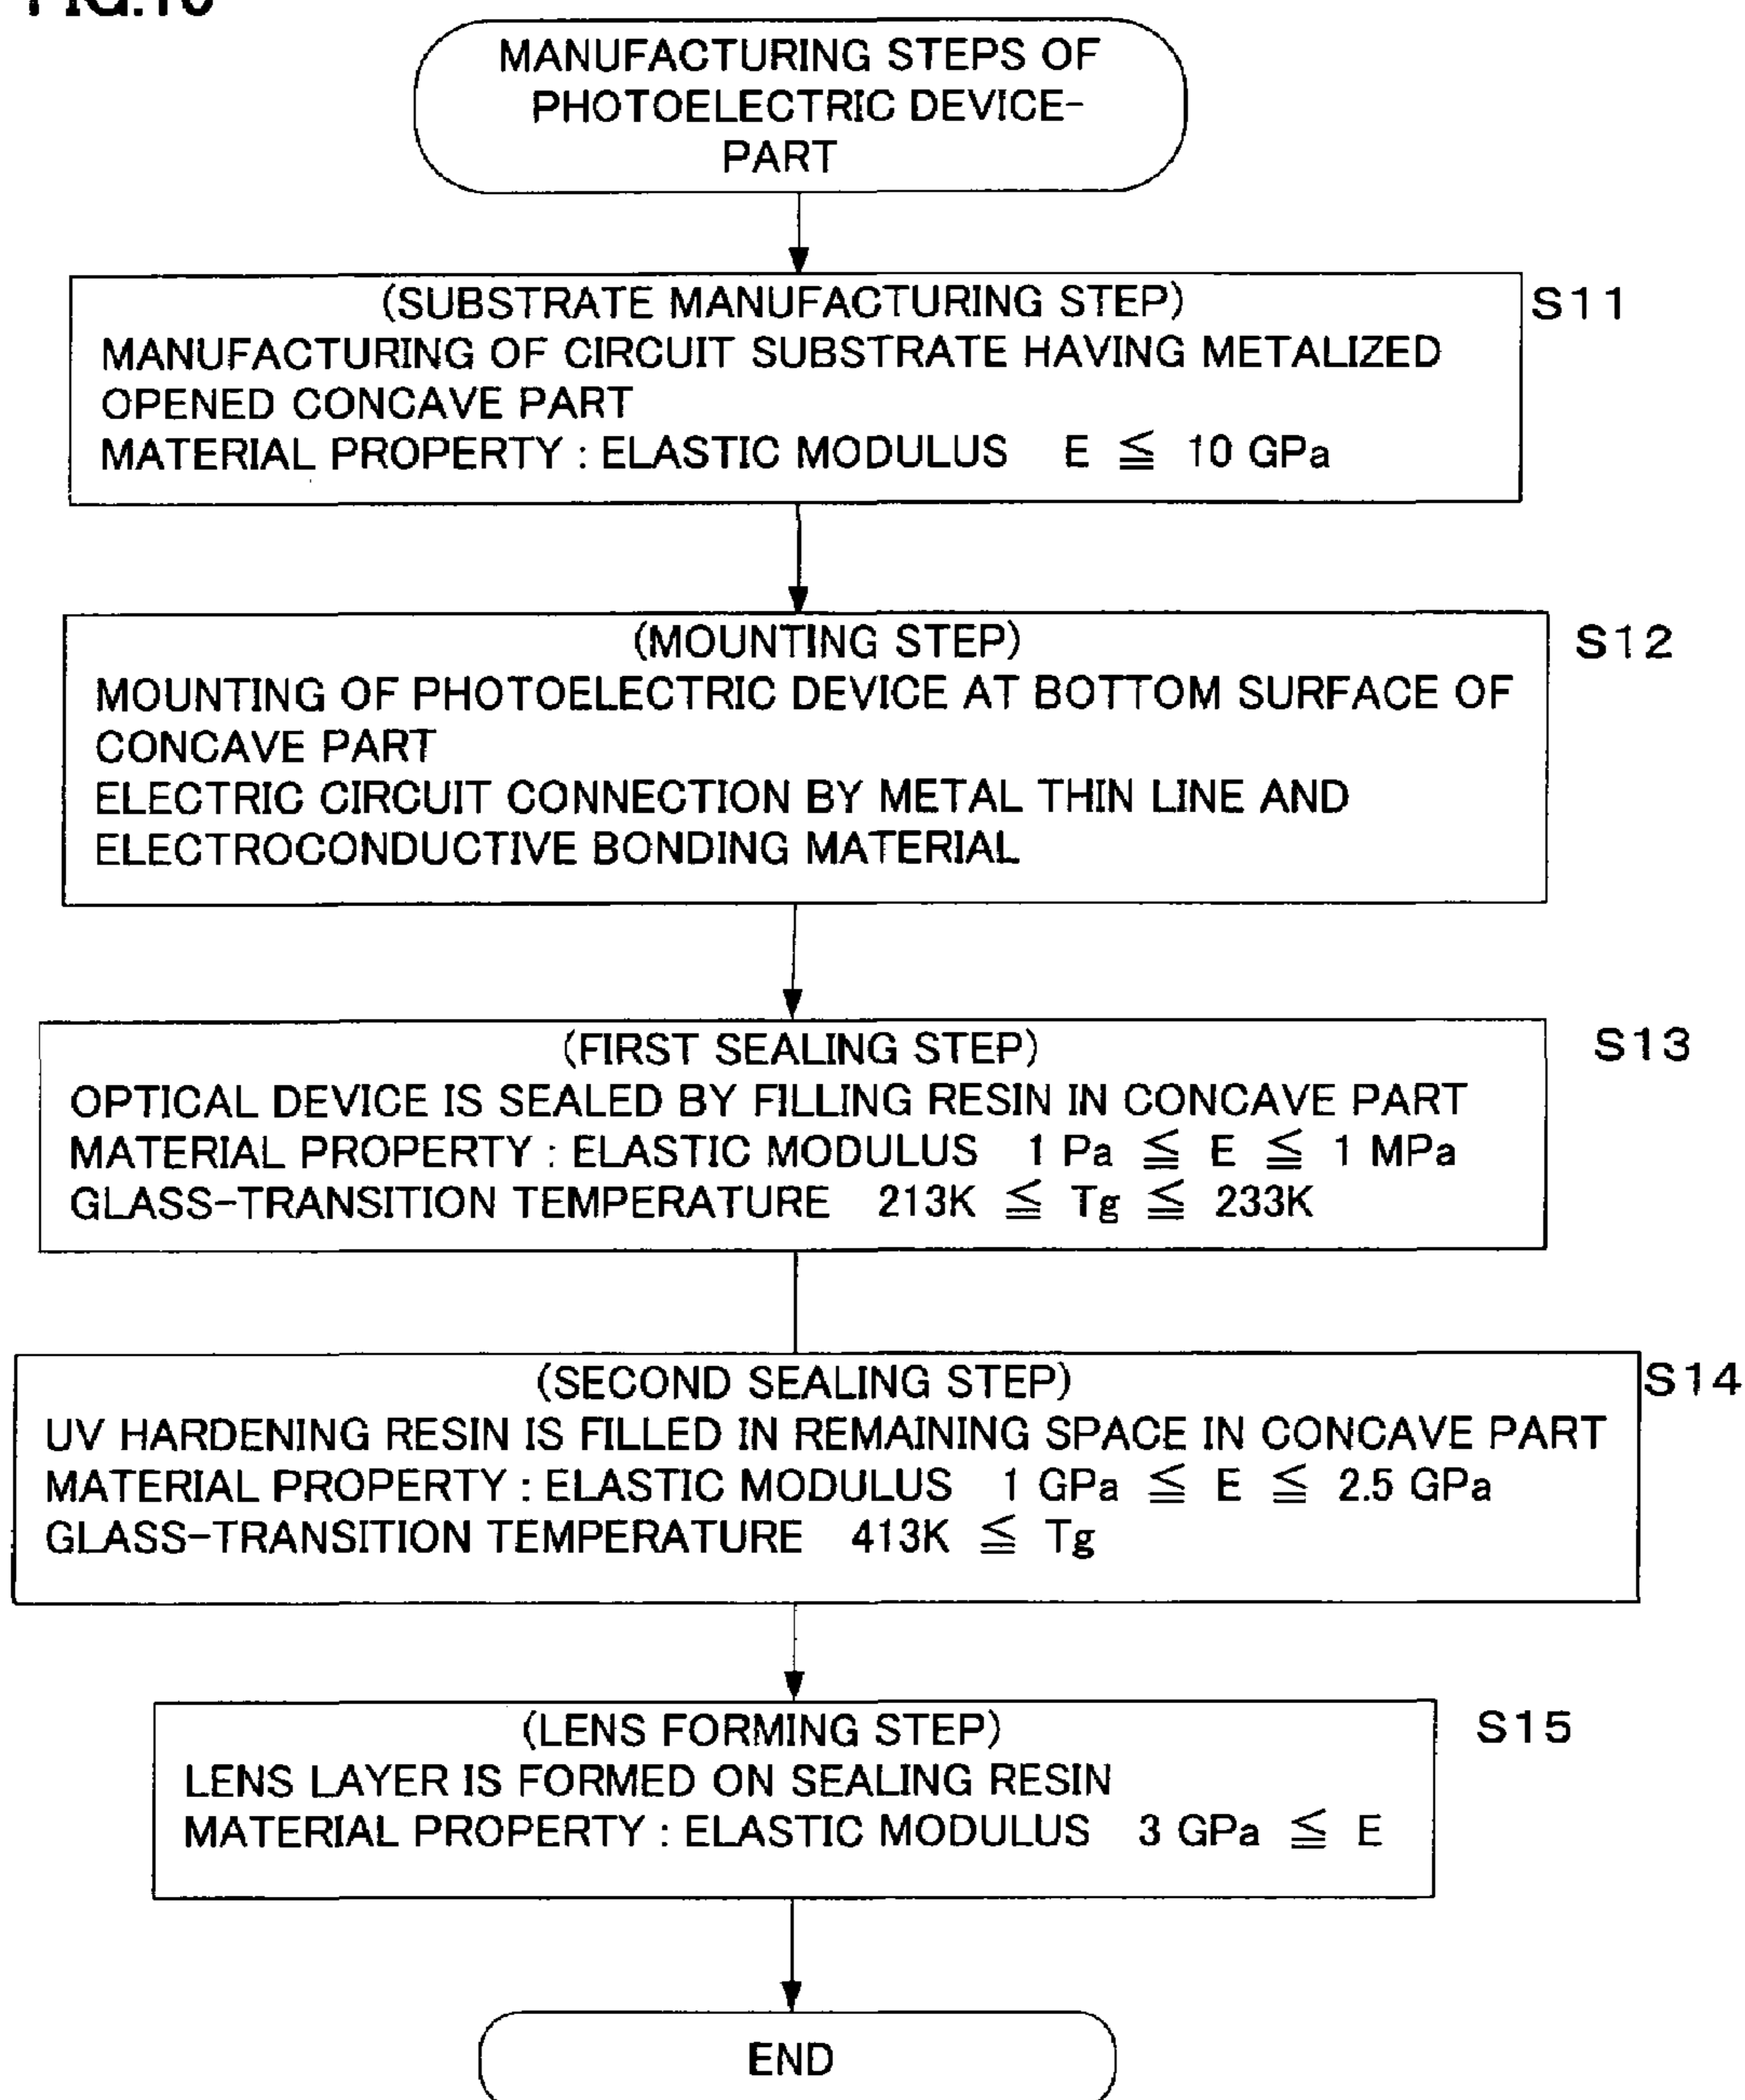 MANUFACTURING STEPS OF
PHOTOELECTRIC DEVICE-
PART
(SUBSTRATE MANUFACTURING STEP)
S11
MANUFACTURING OF CIRCUIT SUBSTRATE HAVING METALIZED
OPENED CONCAVE PART
MATERIAL PROPERTY : ELASTIC MODULUS E ≦ 10 GPa
(MOUNTING STEP)
S12
MOUNTING OF PHOTOELECTRIC DEVICE AT BOTTOM SURFACE OF
CONCAVE PART
ELECTRIC CIRCUIT CONNECTION BY METAL THIN LINE AND
ELECTROCONDUCTIVE BONDING MATERIAL
(FIRST SEALING STEP)
S13
OPTICAL DEVICE IS SEALED BY FILLING RESIN IN CONCAVE PART
MATERIAL PROPERTY : ELASTIC MODULUS 1 Pa ≦ E ≦ 1 MPa
GLASS-TRANSITION TEMPERATURE 213K ≦ Tg ≦ 233K
(SECOND SEALING STEP)
S14
UV HARDENING RESIN IS FILLED IN REMAINING SPACE IN CONCAVE PART
MATERIAL PROPERTY : ELASTIC MODULUS 1 GPa ≦ E ≦ 2.5 GPa
GLASS-TRANSITION TEMPERATURE 413K ≦ Tg
(LENS FORMING STEP)
S15
LENS LAYER IS FORMED ON SEALING RESIN
MATERIAL PROPERTY : ELASTIC MODULUS 3 GPa ≦ E
END